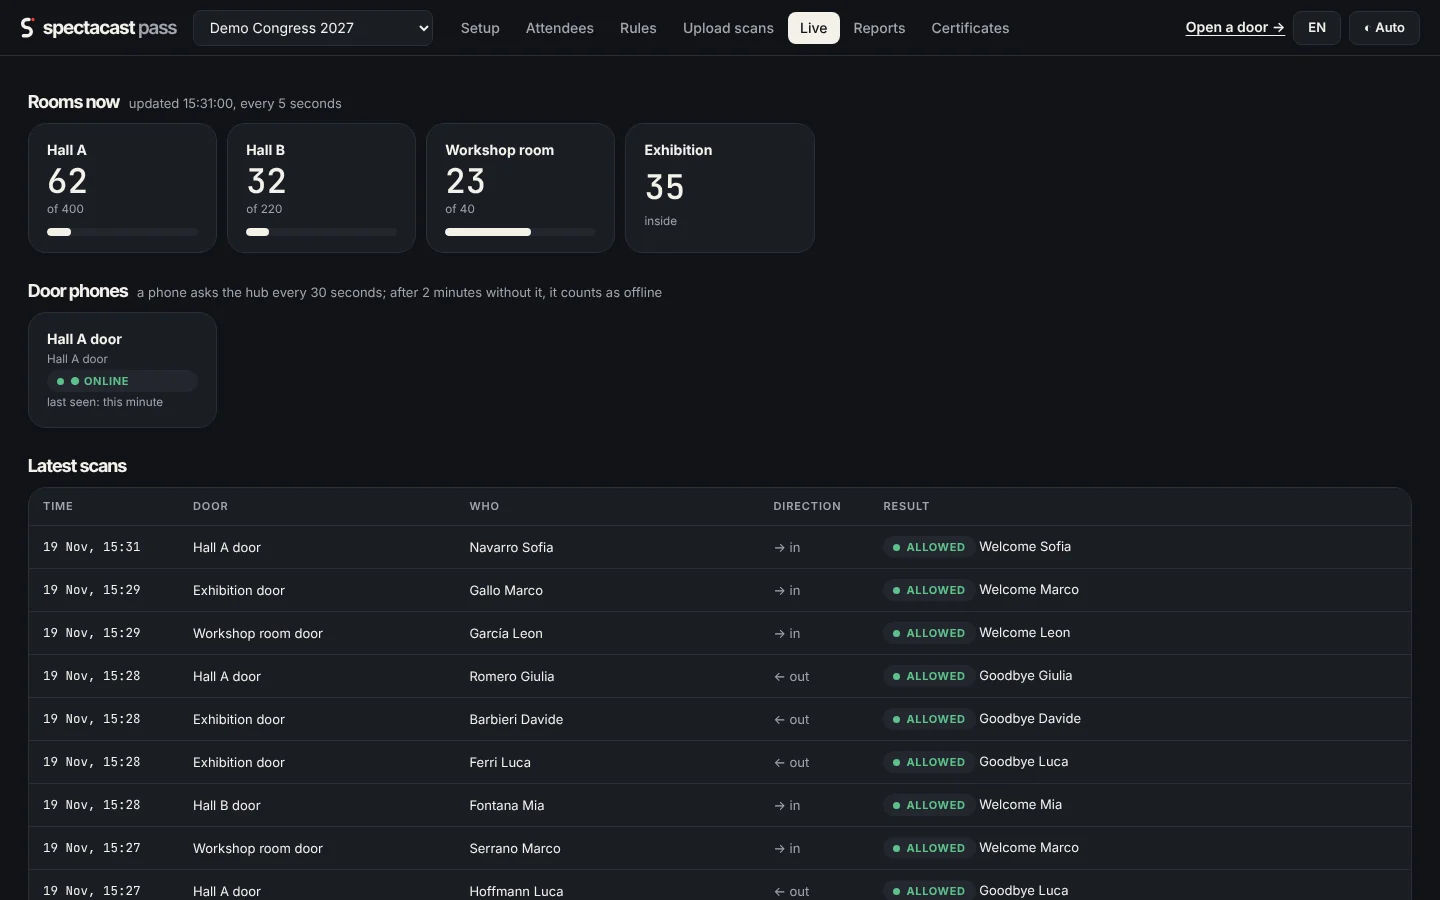 spectacast pass
Demo Congress 2027
Setup
Attendees
Rules
Upload scans
Live
Reports
Certificates
Open a door →
EN
Auto
Rooms now updated 15:31:00, every 5 seconds
Hall A
62
of 400
Hall B
32
of 220
Workshop room
23
of 40
Exhibition
35
inside
Door phones a phone asks the hub every 30 seconds; after 2 minutes without it, it counts as offline
Hall A door
Hall A door
● ONLINE
last seen: this minute
Latest scans
TIME DOOR WHO DIRECTION RESULT
19 Nov, 15:31 Hall A door Navarro Sofia → in ALLOWED Welcome Sofia
19 Nov, 15:29 Exhibition door Gallo Marco → in ALLOWED Welcome Marco
19 Nov, 15:29 Workshop room door García Leon → in ALLOWED Welcome Leon
19 Nov, 15:28 Hall A door Romero Giulia ← out ALLOWED Goodbye Giulia
19 Nov, 15:28 Exhibition door Barbieri Davide ← out ALLOWED Goodbye Davide
19 Nov, 15:28 Exhibition door Ferri Luca ← out ALLOWED Goodbye Luca
19 Nov, 15:28 Hall B door Fontana Mia → in ALLOWED Welcome Mia
19 Nov, 15:27 Workshop room door Serrano Marco → in ALLOWED Welcome Marco
19 Nov, 15:27 Hall A door Hoffmann Luca ← out ALLOWED Goodbye Luca